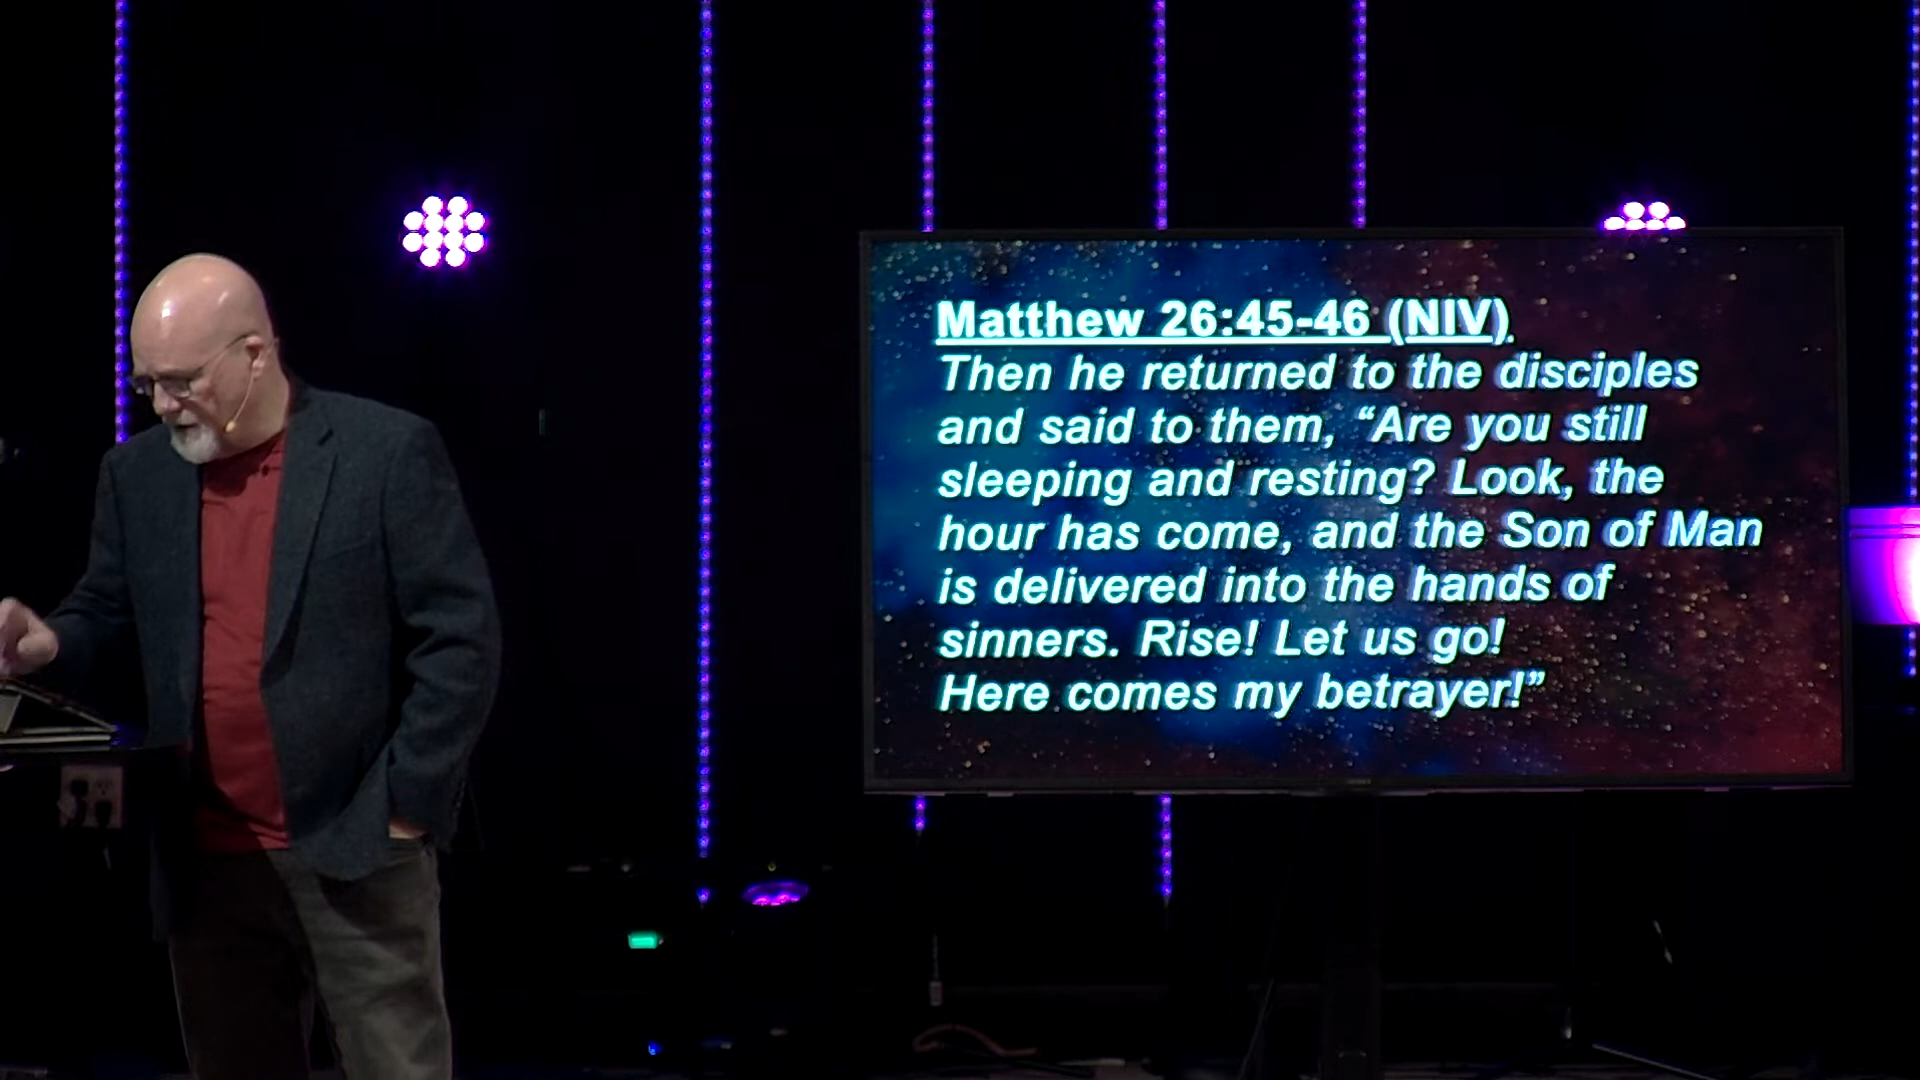 Matthew 26:45-46 (NIV)
Then he returned to the disciples
and said to them, “Are you still
sleeping and resting? Look, the
hour has come, and the Son of Man
is delivered into the hands of
sinners. Rise! Let us go!
Here comes my betrayer!”